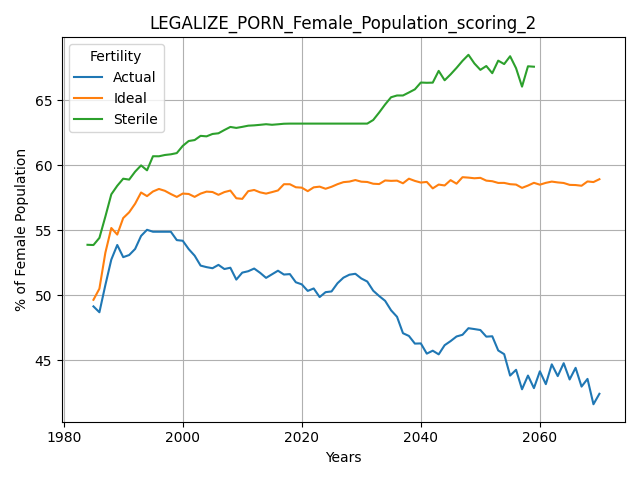 LEGALIZE_PORN_Female_Population_scoring_2
Fertility
Actual
Ideal
Sterile
% of Female Population
65
60
55
50
45
1980
2000
2020
2040
2060
Years